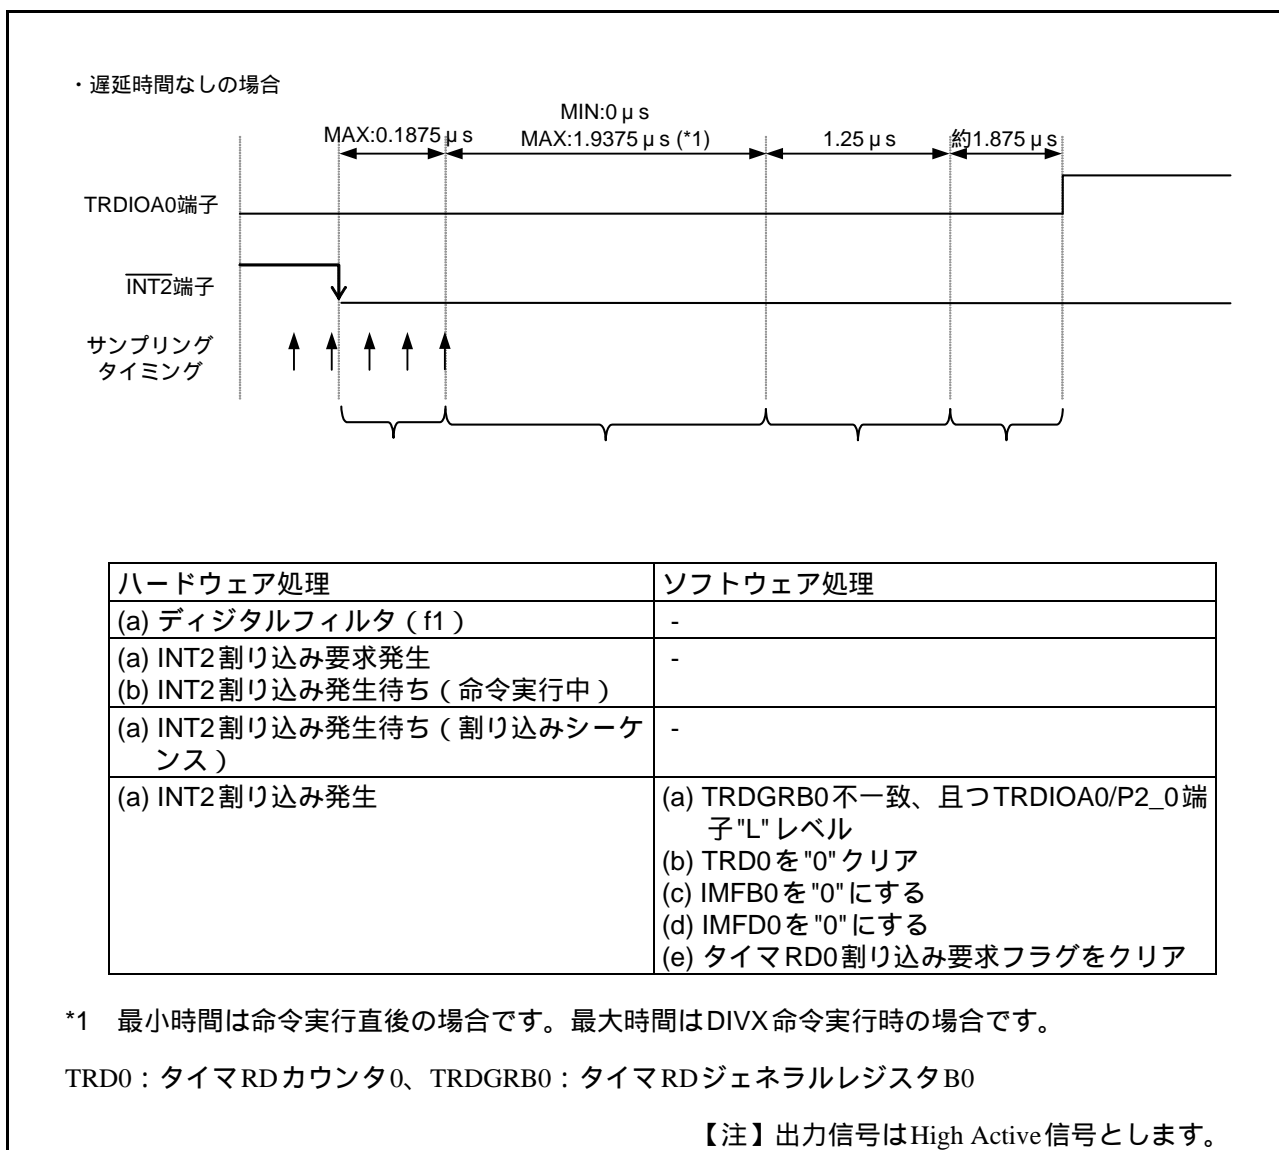 ・遅延時間なしの場合
MIN:0μs
MAX:0.1875μs MAX:1.9375μs (*1) 1.25μs 約1.875μs
TRDIOA0端子
INT2端子
サンプリング
タイミング
ハードウェア処理 ソフトウェア処理
(a) ディジタルフィルタ（f1） -
(a) INT2割り込み要求発生 -
(b) INT2割り込み発生待ち（命令実行中）
(a) INT2割り込み発生待ち（割り込みシーケ -
ンス）
(a) INT2割り込み発生 (a) TRDGRB0不一致、且つTRDIOA0/P2_0端
子"L"レベル
(b) TRD0を"0"クリア
(c) IMFB0を"0"にする
(d) IMFD0を"0"にする
(e) タイマRD0割り込み要求フラグをクリア
*1 最小時間は命令実行直後の場合です。最大時間はDIVX命令実行時の場合です。
TRD0：タイマRDカウンタ0、TRDGRB0：タイマRDジェネラルレジスタB0
【注】出力信号はHigh Active信号とします。